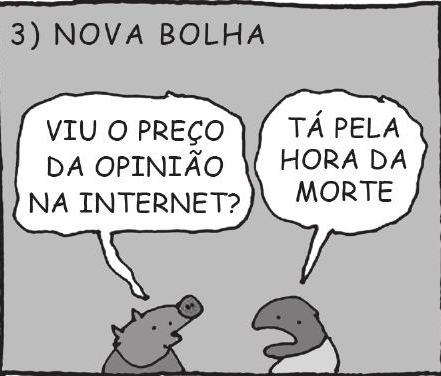 3) NOVA BOLHA
VIU O PREÇO
DA OPINIÃO
NA INTERNET?
TÁ PELA
HORA DA
MORTE